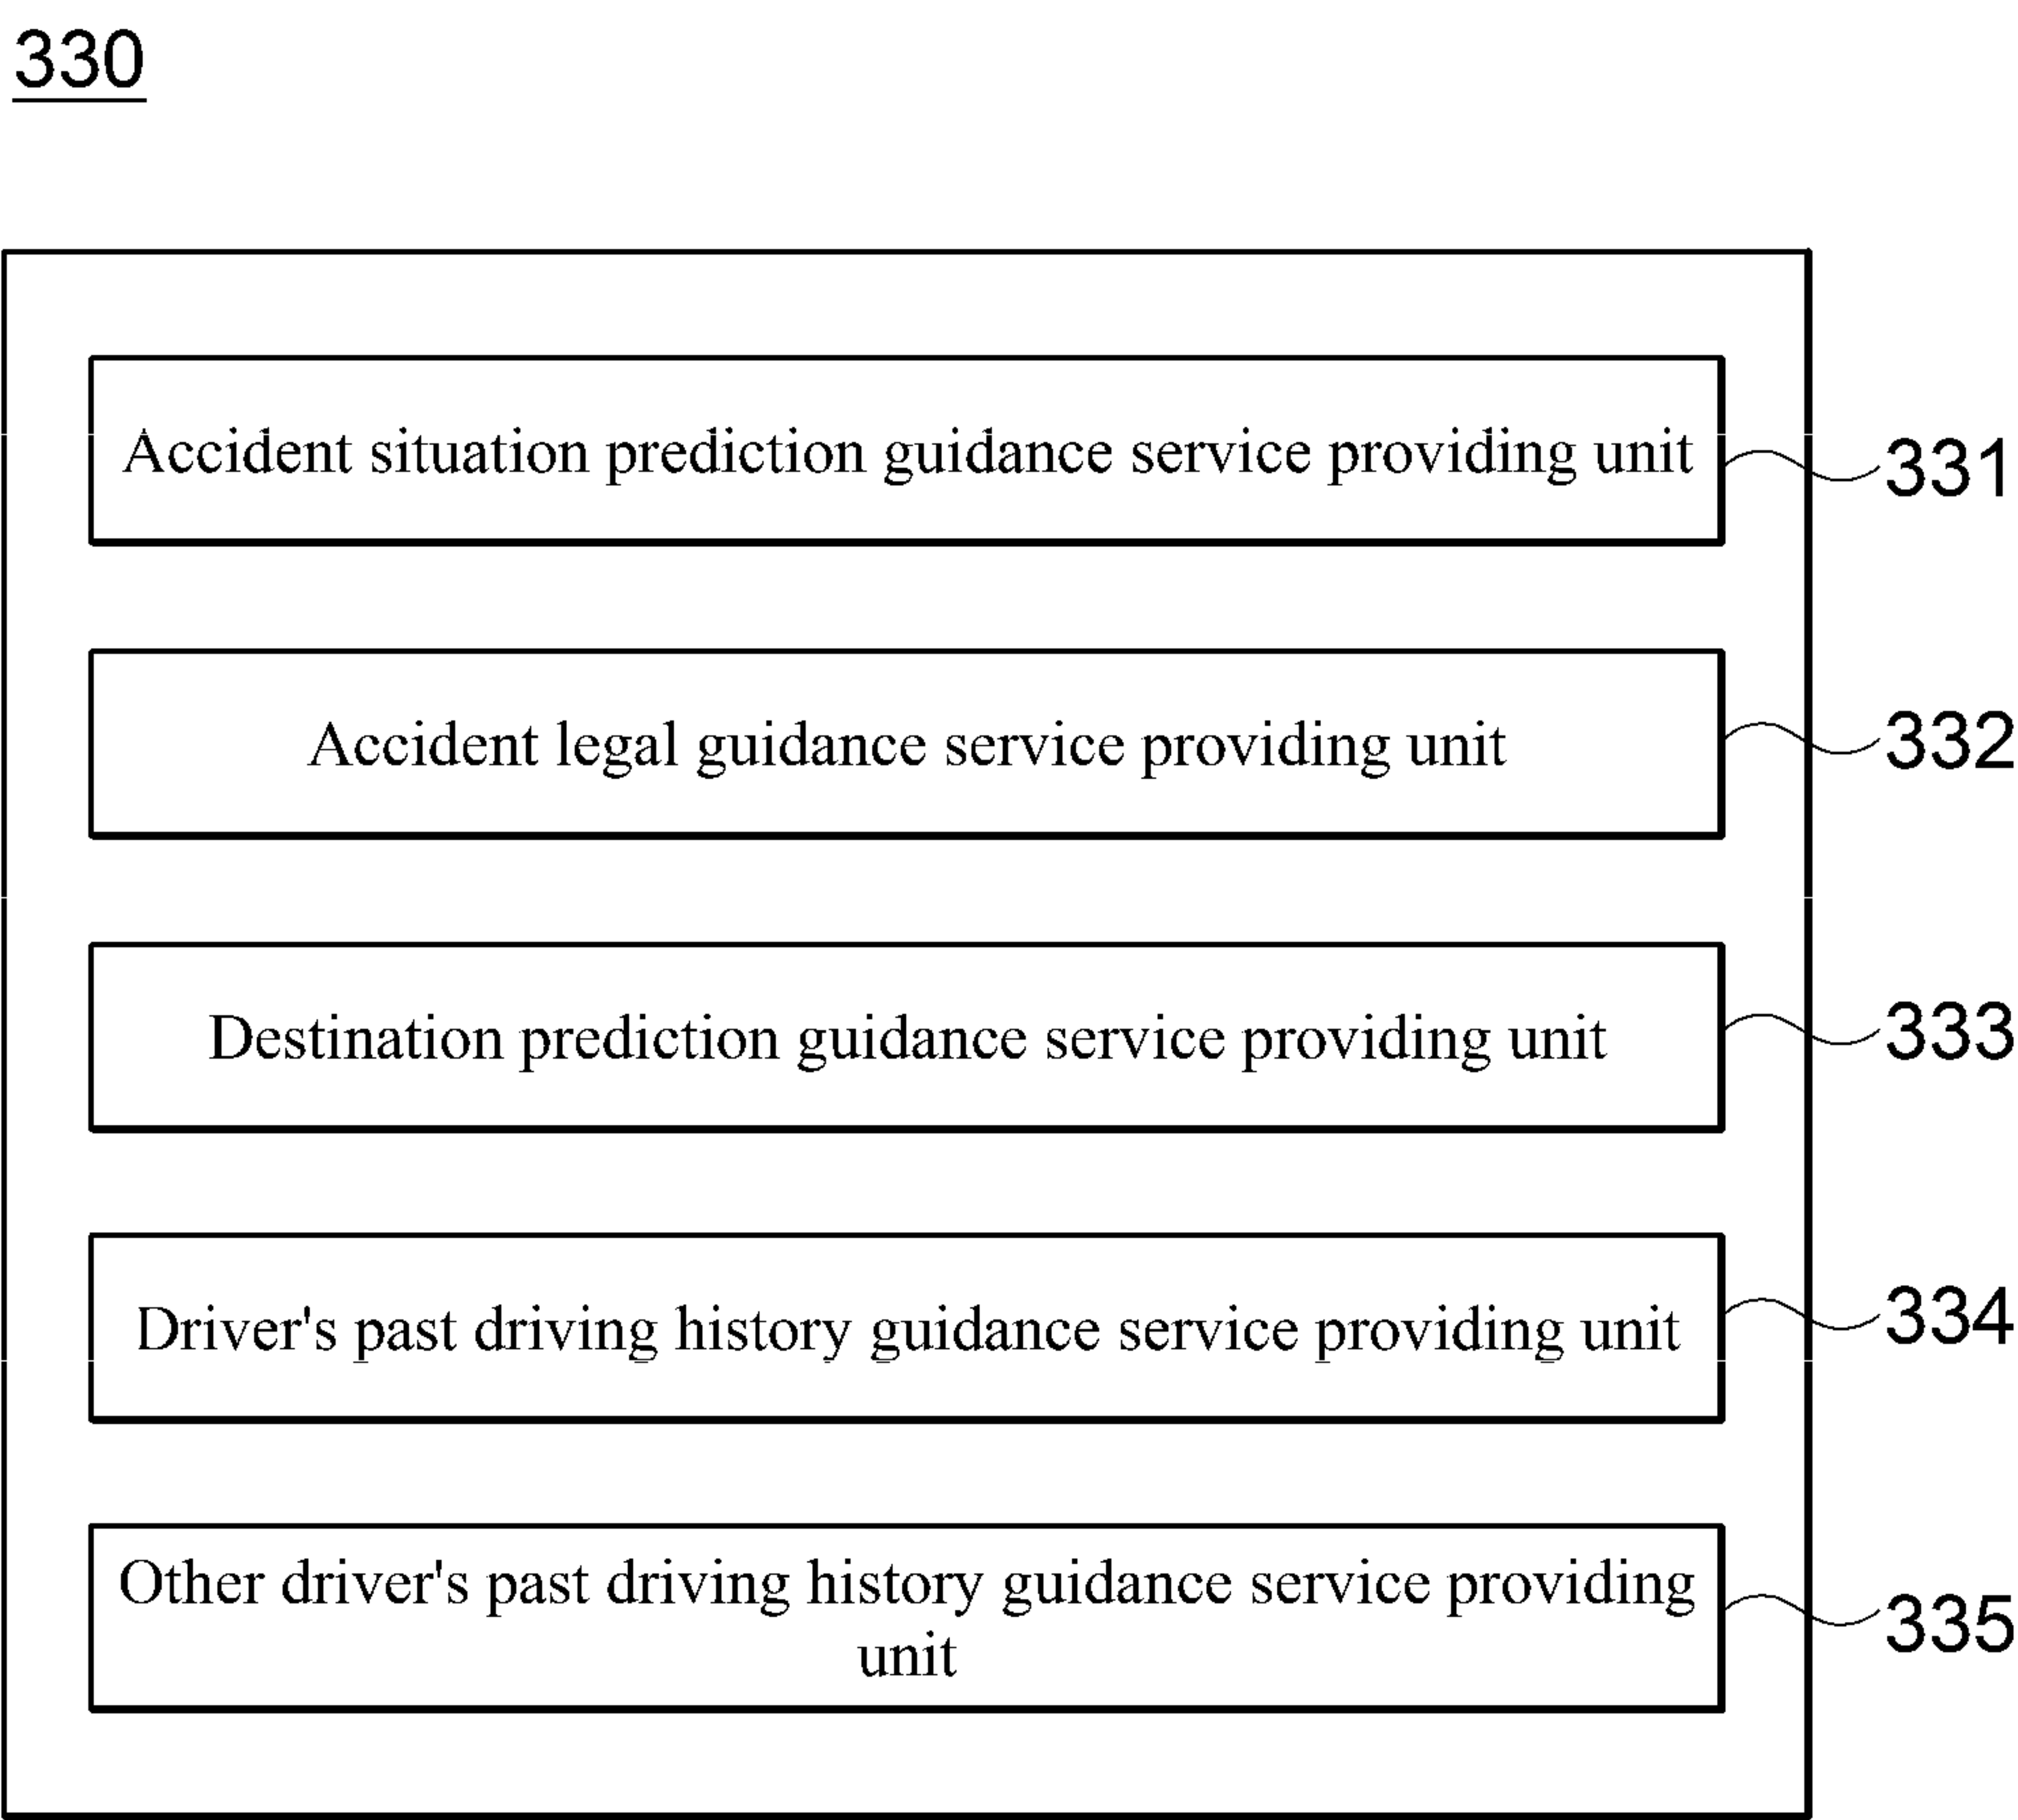 330
Accident situation prediction guidance service providing unit
331
Accident legal guidance service providing unit
332
Destination prediction guidance service providing unit
333
Driver's past driving history guidance service providing unit
334
Other driver's past driving history guidance service providing
unit
335